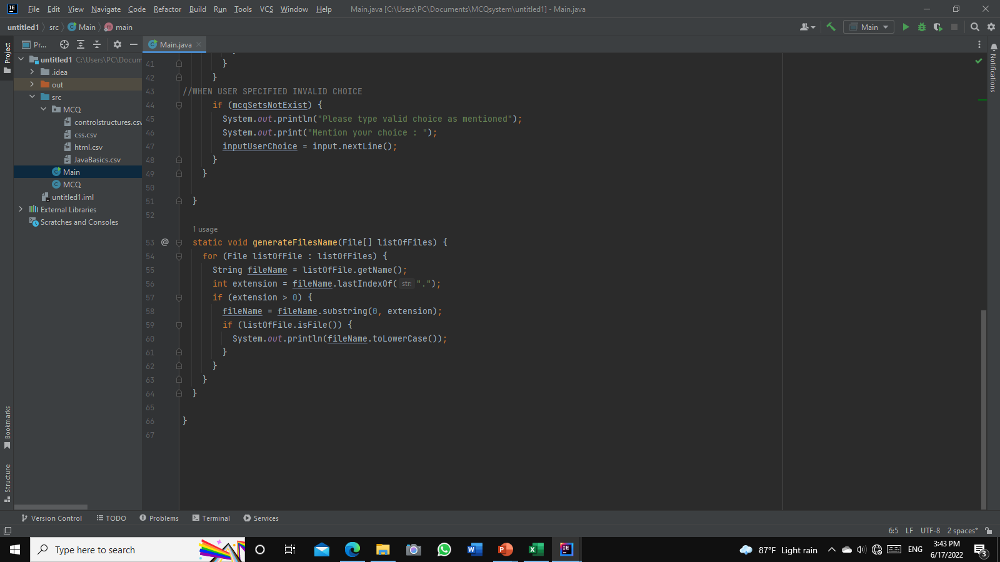 File Edit View Navigate Code Refactor Build Run Tools VCS Window Help Main.java [C:\Users\PC\Documents\MCQsystem\untitled1] - Main.java
untitled1 src Main main Main
Pr... Main.java
Project
untitled1 C:\Users\PC\Docum
.idea
out
src
MCQ
controlstructures.csv
css.csv
html.csv
JavaBasics.csv
Main
MCQ
untitled1.iml
External Libraries
Scratches and Consoles
Bookmarks
Structure
Notifications
41 }
42 }
43 //WHEN USER SPECIFIED INVALID CHOICE
44 if (mcqSetsNotExist) {
45 System.out.println("Please type valid choice as mentioned");
46 System.out.print("Mention your choice : ");
47 inputUserChoice = input.nextLine();
48 }
49 }
50
51 }
52
1 usage
53 @ static void generateFilesName(File[] listOfFiles) {
54 for (File listOfFile : listOfFiles) {
55 String fileName = listOfFile.getName();
56 int extension = fileName.lastIndexOf( str: ".");
57 if (extension > 0) {
58 fileName = fileName.substring(0, extension);
59 if (listOfFile.isFile()) {
60 System.out.println(fileName.toLowerCase());
61 }
62 }
63 }
64 }
65
66 }
67
Version Control TODO Problems Terminal Services
6:5 LF UTF-8 2 spaces*
Type here to search
87°F Light rain ENG 3:43 PM
6/17/2022 3